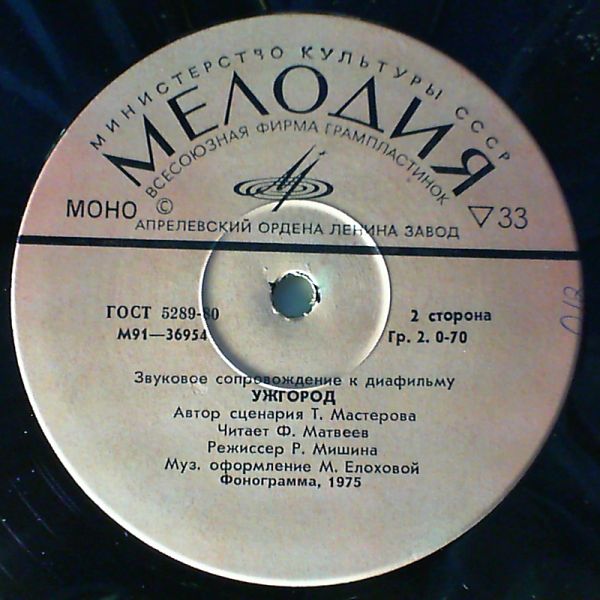 МИНИСТЕРСТВО КУЛЬТУРЫ СССР
МЕЛОДИЯ
ВСЕСОЮЗНАЯ ФИРМА ГРАМПЛАСТИНОК
МОНО © ▽33
АПРЕЛЕВСКИЙ ОРДЕНА ЛЕНИНА ЗАВОД
ГОСТ 5289-80 2 сторона
М91—36954 Гр. 2. 0-70
Звуковое сопровождение к диафильму
УЖГОРОД
Автор сценария Т. Мастерова
Читает Ф. Матвеев
Режиссер Р. Мишина
Муз. оформление М. Елоховой
Фонограмма, 1975